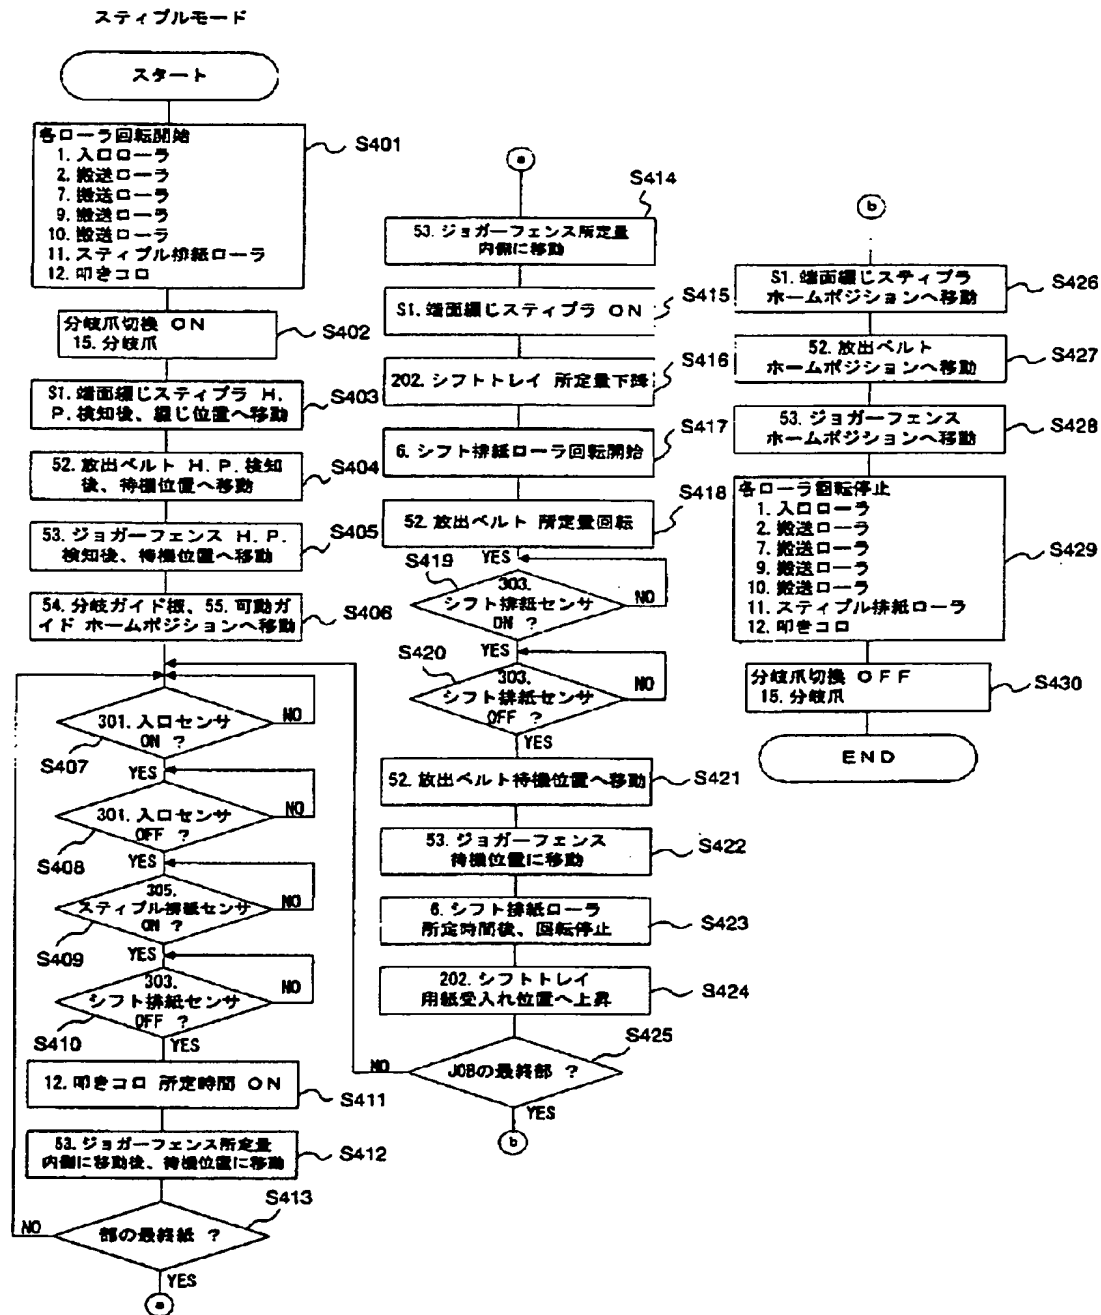 スティプルモード
スタート
各ローラ回転開始
1. 入口ローラ
2. 搬送ローラ
7. 搬送ローラ
9. 搬送ローラ
10. 搬送ローラ
11. スティプル排紙ローラ
12. 叩きコロ
S401
分岐爪切換 ON
15. 分岐爪
S402
S1. 端面綴じスティプラ H.
P. 検知後、綴じ位置へ移動
S403
52. 放出ベルト H.P. 検知
後、待機位置へ移動
S404
53. ジョガーフェンス H.P.
検知後、待機位置へ移動
S405
54. 分岐ガイド板、55. 可動ガ
イド ホームポジションへ移動
S406
301. 入口センサ
ON ?
NO
S407
YES
301. 入口センサ
OFF ?
NO
S408
YES
305.
スティプル排紙センサ
ON ?
NO
S409
YES
303.
シフト排紙センサ
OFF ?
NO
S410
YES
12. 叩きコロ 所定時間 ON
S411
53. ジョガーフェンス所定量
内側に移動後、待機位置に移動
S412
S413
部の最終紙 ?
NO
YES
a
a
S414
53. ジョガーフェンス所定量
内側に移動
S1. 端面綴じスティプラ ON
S415
202. シフトトレイ 所定量下降
S416
6. シフト排紙ローラ回転開始
S417
52. 放出ベルト 所定量回転
S418
YES
S419
303.
シフト排紙センサ
ON ?
NO
YES
S420
303.
シフト排紙センサ
OFF ?
NO
YES
52. 放出ベルト待機位置へ移動
S421
53. ジョガーフェンス
待機位置に移動
S422
6. シフト排紙ローラ
所定時間後、回転停止
S423
202. シフトトレイ
用紙受入れ位置へ上昇
S424
S425
JOBの最終部 ?
NO
YES
b
b
S1. 端面綴じスティプラ
ホームポジションへ移動
S426
52. 放出ベルト
ホームポジションへ移動
S427
53. ジョガーフェンス
ホームポジションへ移動
S428
各ローラ回転停止
1. 入口ローラ
2. 搬送ローラ
7. 搬送ローラ
9. 搬送ローラ
10. 搬送ローラ
11. スティプル排紙ローラ
12. 叩きコロ
S429
分岐爪切換 OFF
15. 分岐爪
S430
END